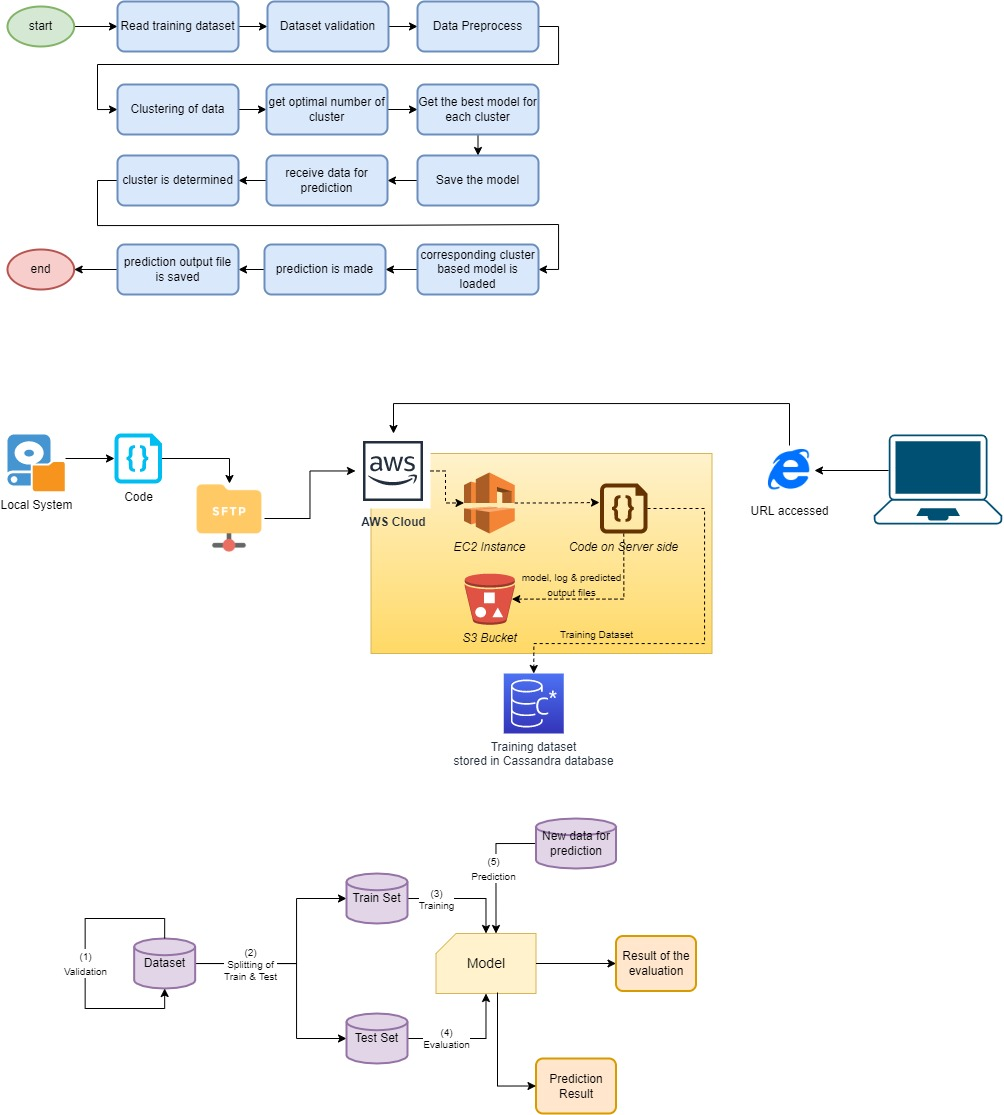 start
Read training dataset
Dataset validation
Data Preprocess
Clustering of data
get optimal number of
cluster
Get the best model for
each cluster
cluster is determined
receive data for
prediction
Save the model
end
prediction output file
is saved
prediction is made
corresponding cluster
based model is
loaded
Local System
Code
SFTP
aws
AWS Cloud
EC2 Instance
Code on Server side
URL accessed
model, log & predicted
output files
S3 Bucket
Training Dataset
C*
Training dataset
stored in Cassandra database
New data for
prediction
(5)
Prediction
Train Set
(3)
Training
(1)
Validation
Dataset
(2)
Splitting of
Train & Test
Model
Result of the
evaluation
Test Set
(4)
Evaluation
Prediction
Result